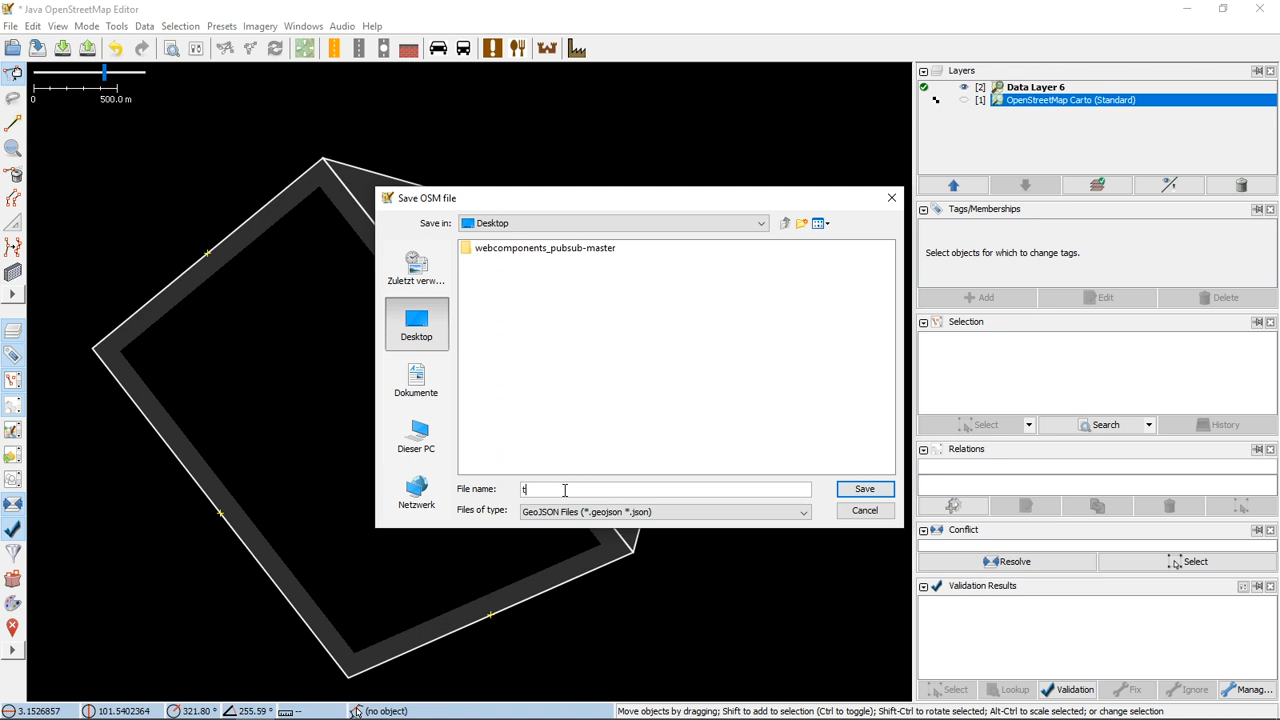 * Java OpenStreetMap Editor
File Edit View Mode Tools Data Selection Presets Imagery Windows Audio Help
0 500.0 m
Layers
[2] Data Layer 6
[1] OpenStreetMap Carto (Standard)
Tags/Memberships
Select objects for which to change tags.
Add Edit Delete
Selection
Select Search History
Relations
Conflict
Resolve Select
Validation Results
Select Lookup Validation Fix Ignore Manag...
Save OSM file
Save in: Desktop
webcomponents_pubsub-master
Zuletzt verw...
Desktop
Dokumente
Dieser PC
Netzwerk
File name: t Save
Files of type: GeoJSON Files (*.geojson *.json) Cancel
3.1526857 101.5402364 321.80 ° 255.59 ° -- (no object) Move objects by dragging; Shift to add to selection (Ctrl to toggle); Shift-Ctrl to rotate selected; Alt-Ctrl to scale selected; or change selection